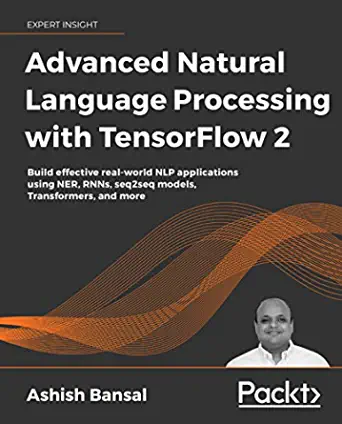 EXPERT INSIGHT
Advanced Natural
Language Processing
with TensorFlow 2
Build effective real-world NLP applications
using NER, RNNs, seq2seq models,
Transformers, and more
Ashish Bansal
Packt>